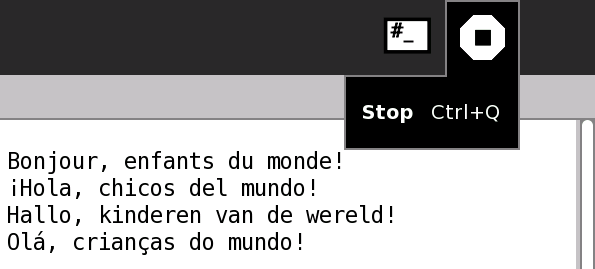 #_
Stop Ctrl+Q
Bonjour, enfants du monde!
¡Hola, chicos del mundo!
Hallo, kinderen van de wereld!
Olá, crianças do mundo!